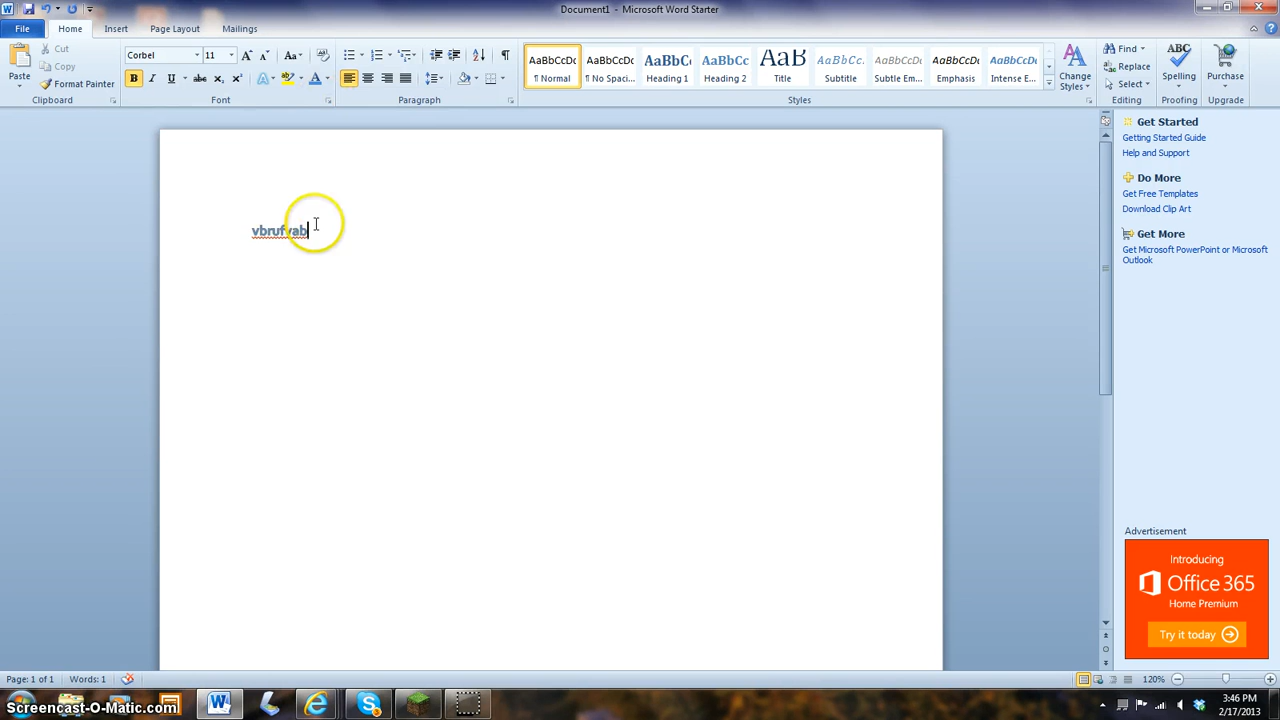 Document1 - Microsoft Word Starter
File Home Insert Page Layout Mailings
Paste
Cut
Copy
Format Painter
Clipboard
Corbel 11
Font
Paragraph
AaBbCcDc AaBbCcDc AaBbCc AaBbCc AaB AaBbCc. AaBbCcDc AaBbCcDc AaBbCcDc
¶ Normal ¶ No Spaci... Heading 1 Heading 2 Title Subtitle Subtle Em... Emphasis Intense E...
Change Styles
Styles
Find
Replace
Select
Editing
ABC
Spelling
Proofing
Purchase
Upgrade
Get Started
Getting Started Guide
Help and Support
Do More
Get Free Templates
Download Clip Art
Get More
Get Microsoft PowerPoint or Microsoft
Outlook
Advertisement
Introducing
Office 365
Home Premium
Try it today
Page: 1 of 1 Words: 1
120%
Screencast-O-Matic.com
3:46 PM
2/17/2013